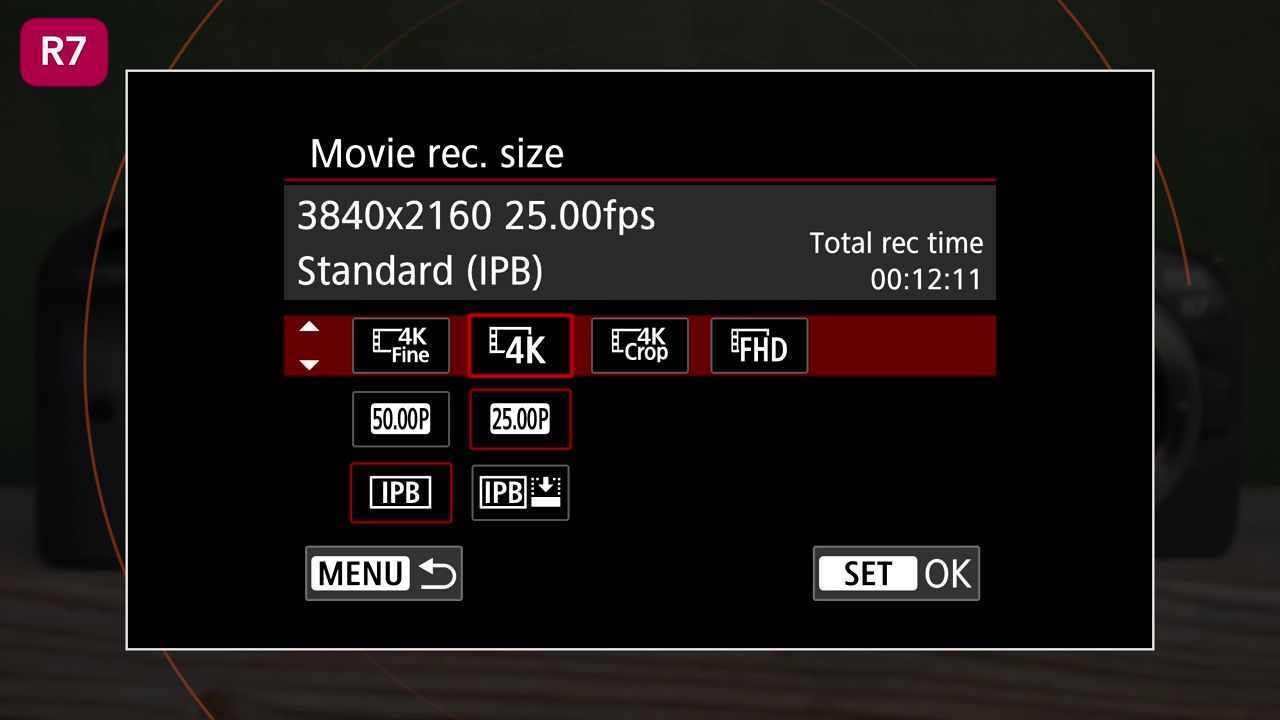 R7
Movie rec. size
3840x2160 25.00fps
Standard (IPB)
Total rec time
00:12:11
4K Fine
4K
4K Crop
FHD
50.00P
25.00P
IPB
IPB
MENU
SET OK